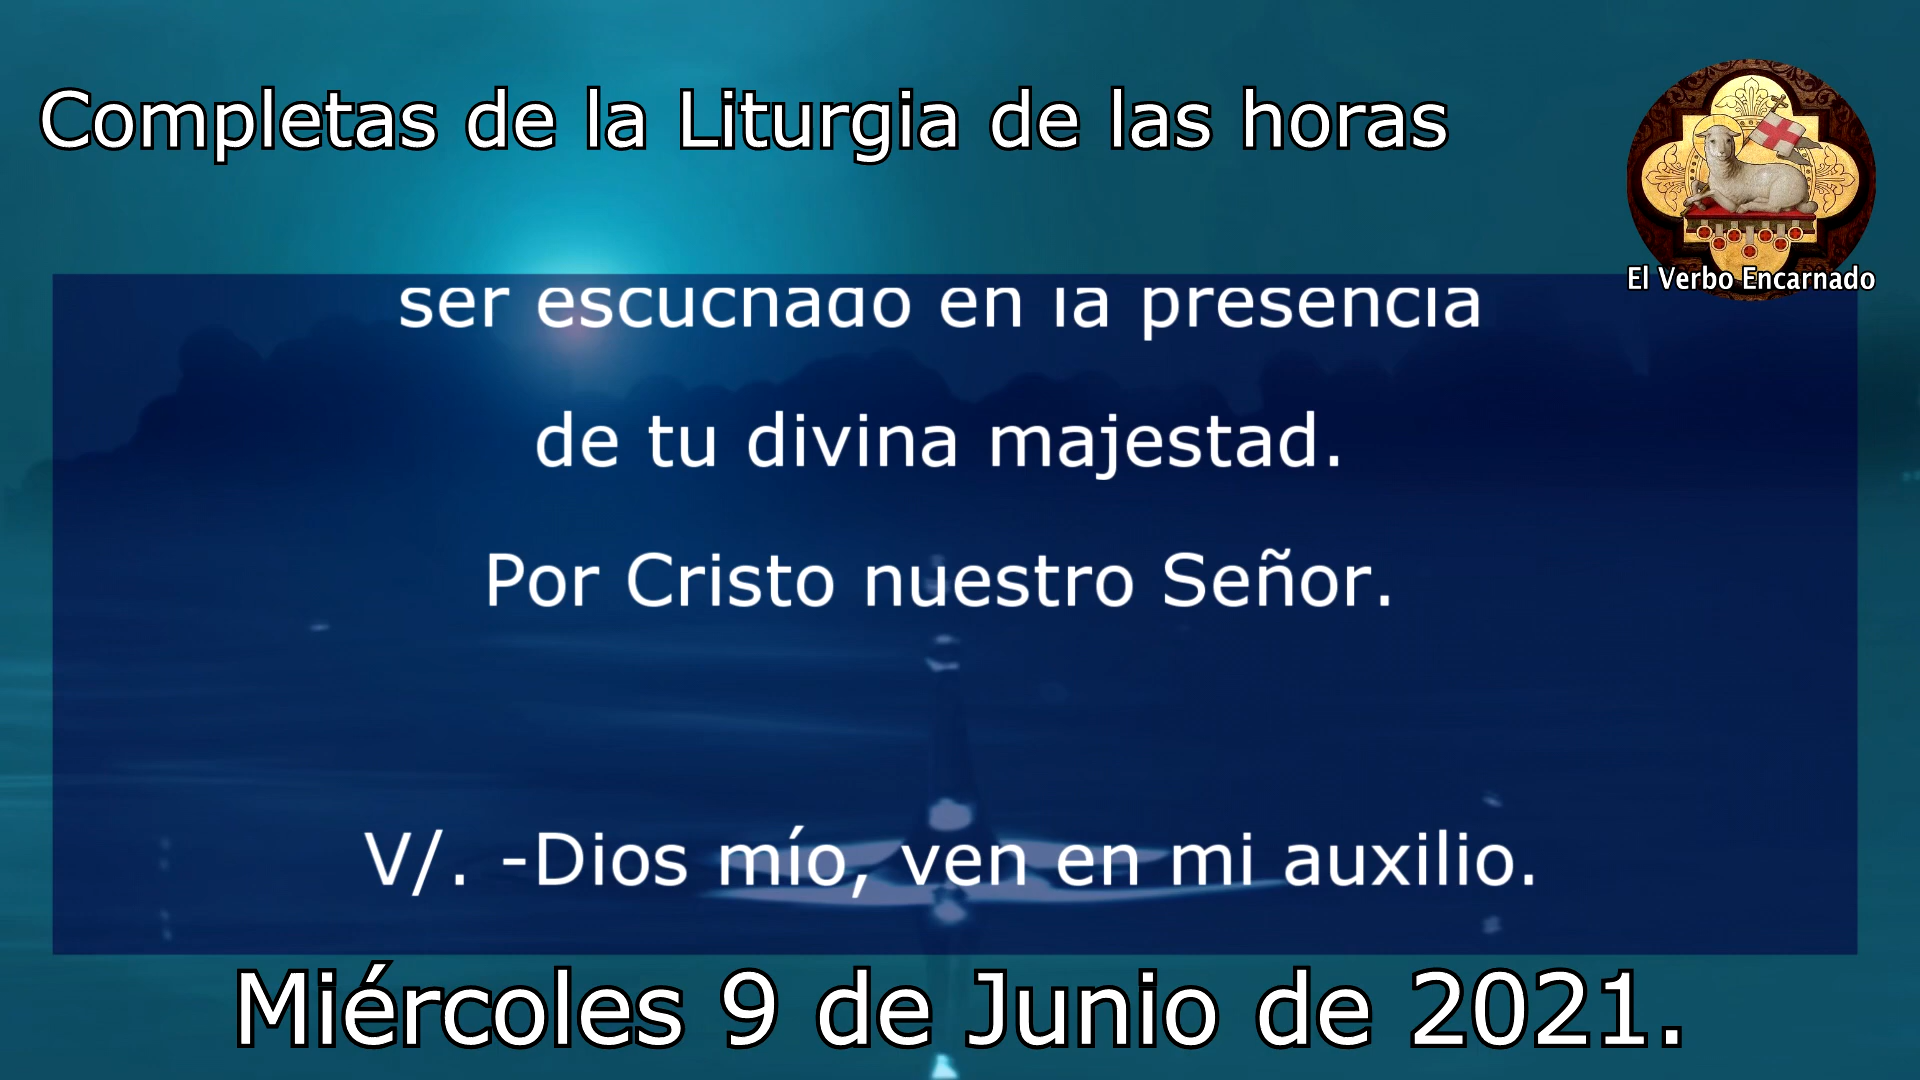 Completas de la Liturgia de las horas
El Verbo Encarnado
ser escuchado en la presencia
de tu divina majestad.
Por Cristo nuestro Señor.
V/. -Dios mío, ven en mi auxilio.
Miércoles 9 de Junio de 2021.